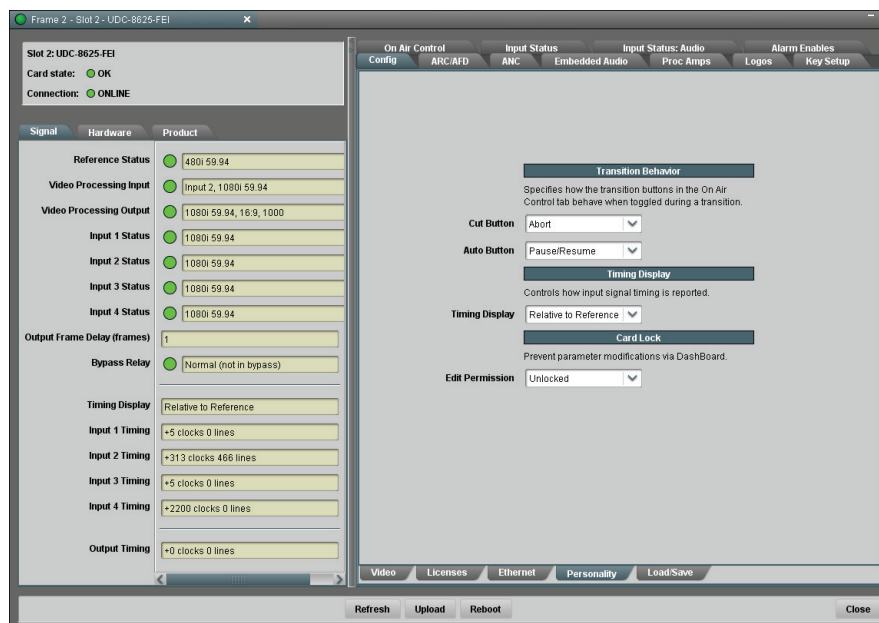 Frame 2 - Slot 2 - UDC-8625-FEI
Slot 2: UDC-8625-FEI
Card state: OK
Connection: ONLINE
Signal Hardware Product
Reference Status 480i 59.94
Video Processing Input Input 2, 1080i 59.94
Video Processing Output 1080i 59.94, 16:9, 1000
Input 1 Status 1080i 59.94
Input 2 Status 1080i 59.94
Input 3 Status 1080i 59.94
Input 4 Status 1080i 59.94
Output Frame Delay (frames) 1
Bypass Relay Normal (not in bypass)
Timing Display Relative to Reference
Input 1 Timing +5 clocks 0 lines
Input 2 Timing +313 clocks 466 lines
Input 3 Timing +5 clocks 0 lines
Input 4 Timing +2200 clocks 0 lines
Output Timing +0 clocks 0 lines
On Air Control Input Status Input Status: Audio Alarm Enables
Config ARC/AFD ANC Embedded Audio Proc Amps Logos Key Setup
Transition Behavior
Specifies how the transition buttons in the On Air
Control tab behave when toggled during a transition.
Cut Button Abort
Auto Button Pause/Resume
Timing Display
Controls how input signal timing is reported.
Timing Display Relative to Reference
Card Lock
Prevent parameter modifications via DashBoard.
Edit Permission Unlocked
Video Licenses Ethernet Personality Load/Save
Refresh Upload Reboot Close